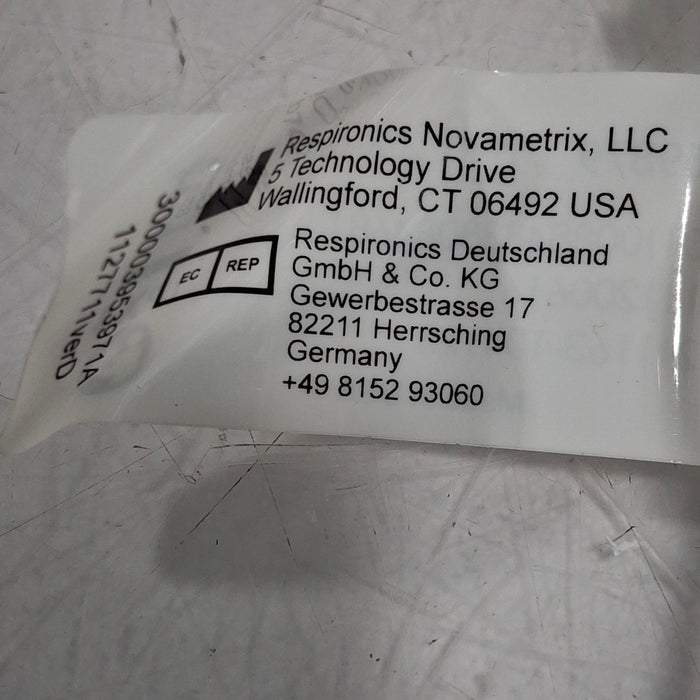 Respironics Novametrix, LLC
5 Technology Drive
Wallingford, CT 06492 USA
EC REP
Respironics Deutschland
GmbH & Co. KG
Gewerbestrasse 17
82211 Herrsching
Germany
+49 8152 93060
300003953971A
1127711verD